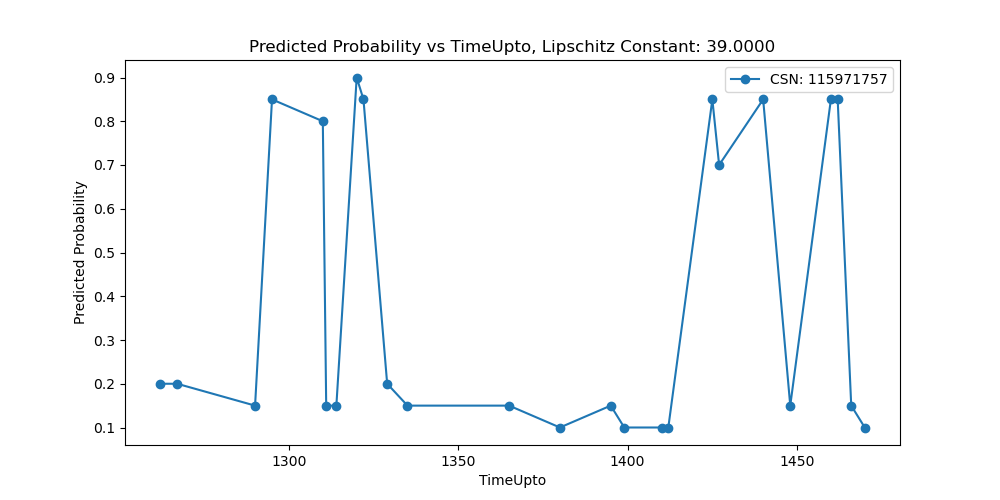 Predicted Probability vs TimeUpto, Lipschitz Constant: 39.0000
CSN: 115971757
Predicted Probability
0.9
0.8
0.7
0.6
0.5
0.4
0.3
0.2
0.1
1300 1350 1400 1450
TimeUpto